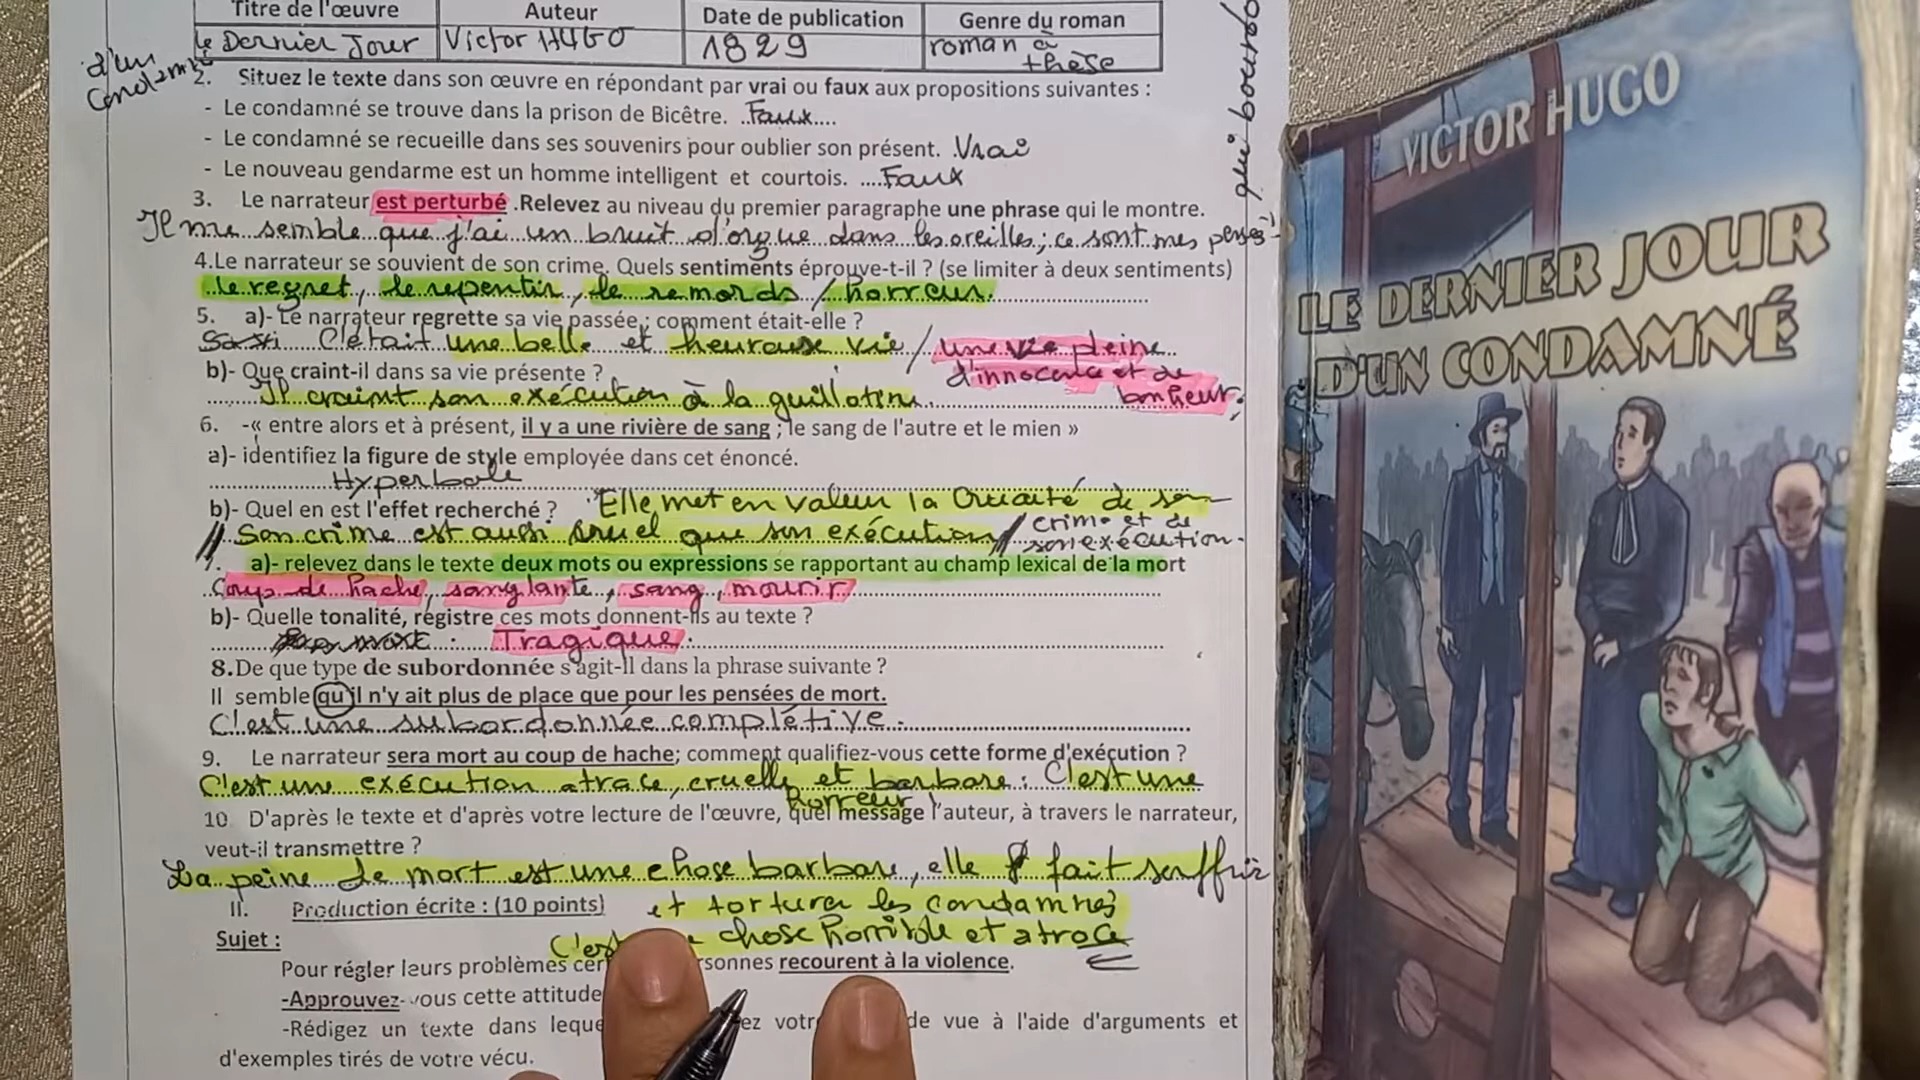 Titre de l'œuvre Auteur Date de publication Genre du roman
le Dernier Jour Victor HUGO 1829 roman à
d'un thèse
Condamné
2. Situez le texte dans son œuvre en répondant par vrai ou faux aux propositions suivantes :
- Le condamné se trouve dans la prison de Bicêtre. ..Faux....
- Le condamné se recueille dans ses souvenirs pour oublier son présent. .Vrai
- Le nouveau gendarme est un homme intelligent et courtois. .....Faux
3. Le narrateur est perturbé .Relevez au niveau du premier paragraphe une phrase qui le montre.
Il me semble que j'ai un bruit d'orgue dans les oreilles ; ce sont mes
4.Le narrateur se souvient de son crime. Quels sentiments éprouve-t-il ? (se limiter à deux sentiments)
le regret, le repentir, le remords / horreur.
5. a)- Le narrateur regrette sa vie passée ; comment était-elle ?
C'était une belle et heureuse vie / une vie pleine
b)- Que craint-il dans sa vie présente ? d'innocence et de
Il craint son exécution à la guillotine bonheur.
6. -« entre alors et à présent, il y a une rivière de sang ; le sang de l'autre et le mien »
a)- identifiez la figure de style employée dans cet énoncé.
Hyperbole
b)- Quel en est l'effet recherché ? Elle met en valeur la cruauté de son
// Son crime est aussi cruel que son exécution // crime et de
son exécution.
7. a)- relevez dans le texte deux mots ou expressions se rapportant au champ lexical de la mort
Coup de hache, sanglante, sang, mourir
b)- Quelle tonalité, registre ces mots donnent-ils au texte ?
Tragique.
8.De que type de subordonnée s'agit-Il dans la phrase suivante ?
Il semble qu'il n'y ait plus de place que pour les pensées de mort.
C'est une subordonnée complétive.
9. Le narrateur sera mort au coup de hache; comment qualifiez-vous cette forme d'exécution ?
C'est une exécution atroce, cruelle et barbare : C'est une
horreur
10 D'après le texte et d'après votre lecture de l'œuvre, quel message l'auteur, à travers le narrateur,
veut-il transmettre ?
La peine de mort est une chose barbare, elle fait souffrir
II. Production écrite : (10 points) et torturer les condamnés
Sujet : C'est chose horrible et atroce
Pour régler leurs problèmes recourent à la violence.
-Approuvez-vous cette attitude
-Rédigez un texte dans de vue à l'aide d'arguments et
d'exemples tirés de votre vécu.
qui bourdo
VICTOR HUGO
LE DERNIER JOUR
D'UN CONDAMNÉ